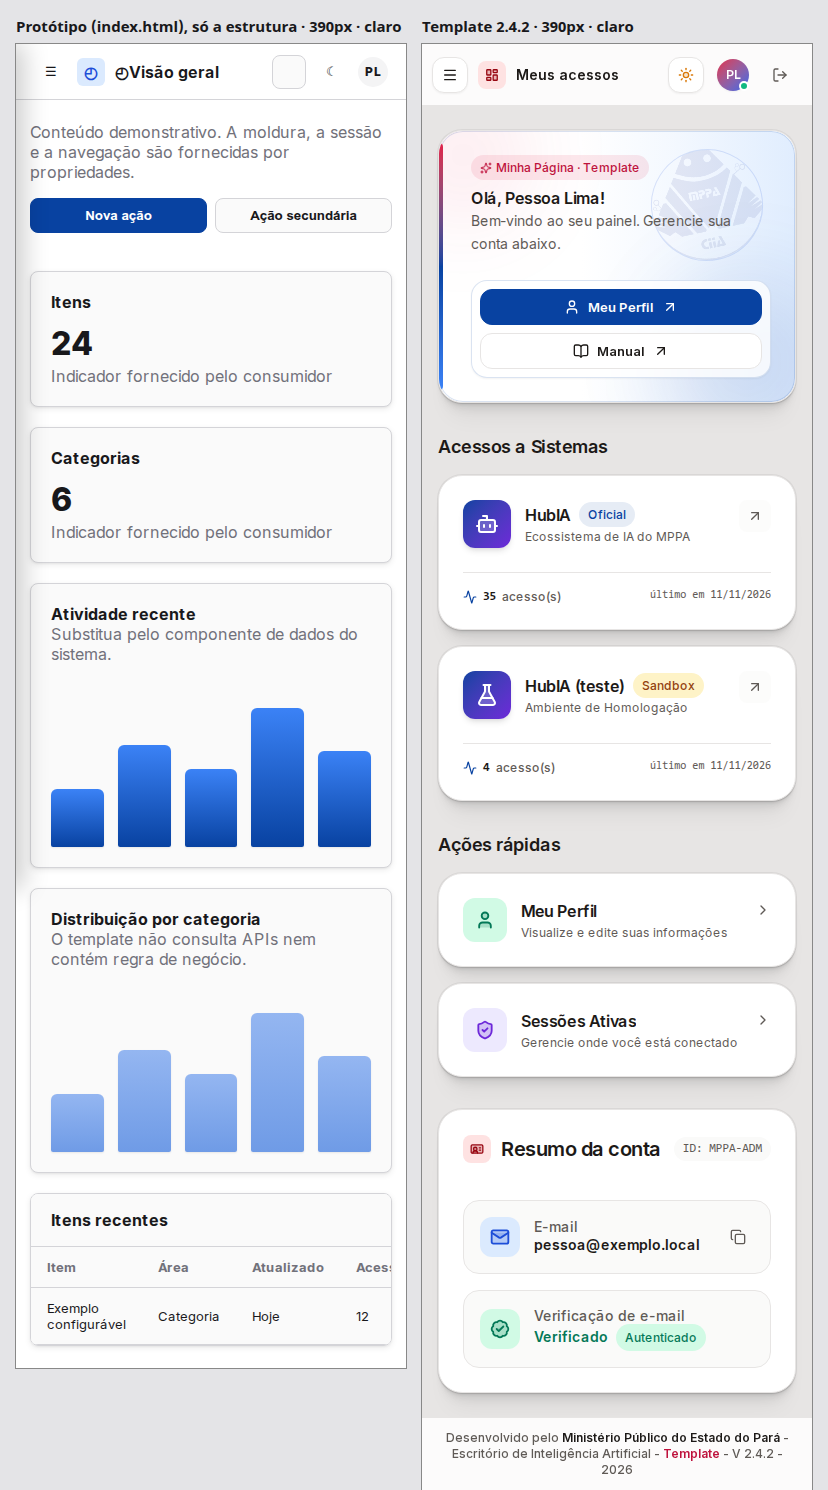 Protótipo (index.html), só a estrutura · 390px · claro
Visão geral
PL
Conteúdo demonstrativo. A moldura, a sessão
e a navegação são fornecidas por
propriedades.
Nova ação
Ação secundária
Itens
24
Indicador fornecido pelo consumidor
Categorias
6
Indicador fornecido pelo consumidor
Atividade recente
Substitua pelo componente de dados do
sistema.
Distribuição por categoria
O template não consulta APIs nem
contém regra de negócio.
Itens recentes
Item Área Atualizado Acess
Exemplo
configurável
Categoria Hoje 12
Template 2.4.2 · 390px · claro
Meus acessos
PL
Minha Página · Template
MPPA
CIIA
Olá, Pessoa Lima!
Bem-vindo ao seu painel. Gerencie sua
conta abaixo.
Meu Perfil
Manual
Acessos a Sistemas
HubIA Oficial
Ecossistema de IA do MPPA
35 acesso(s) último em 11/11/2026
HubIA (teste) Sandbox
Ambiente de Homologação
4 acesso(s) último em 11/11/2026
Ações rápidas
Meu Perfil
Visualize e edite suas informações
Sessões Ativas
Gerencie onde você está conectado
Resumo da conta ID: MPPA-ADM
E-mail
pessoa@exemplo.local
Verificação de e-mail
Verificado Autenticado
Desenvolvido pelo Ministério Público do Estado do Pará -
Escritório de Inteligência Artificial - Template - V 2.4.2 -
2026